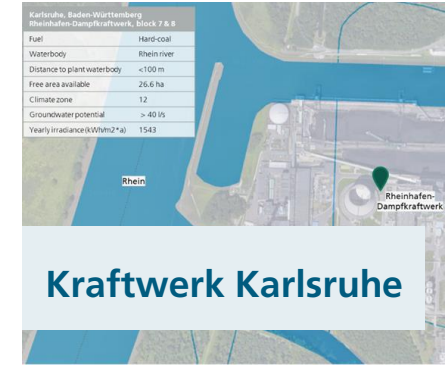 Karlsruhe, Baden-Württemberg
Rheinhafen-Dampfkraftwerk, block 7 & 8
Fuel Hard-coal
Waterbody Rhein river
Distance to plant waterbody <100 m
Free area available 26.6 ha
Climate zone 12
Groundwater potential > 40 l/s
Yearly irradiance (kWh/m2*a) 1543
Rhein
Rheinhafen-
Dampfkraftwerk
Kraftwerk Karlsruhe